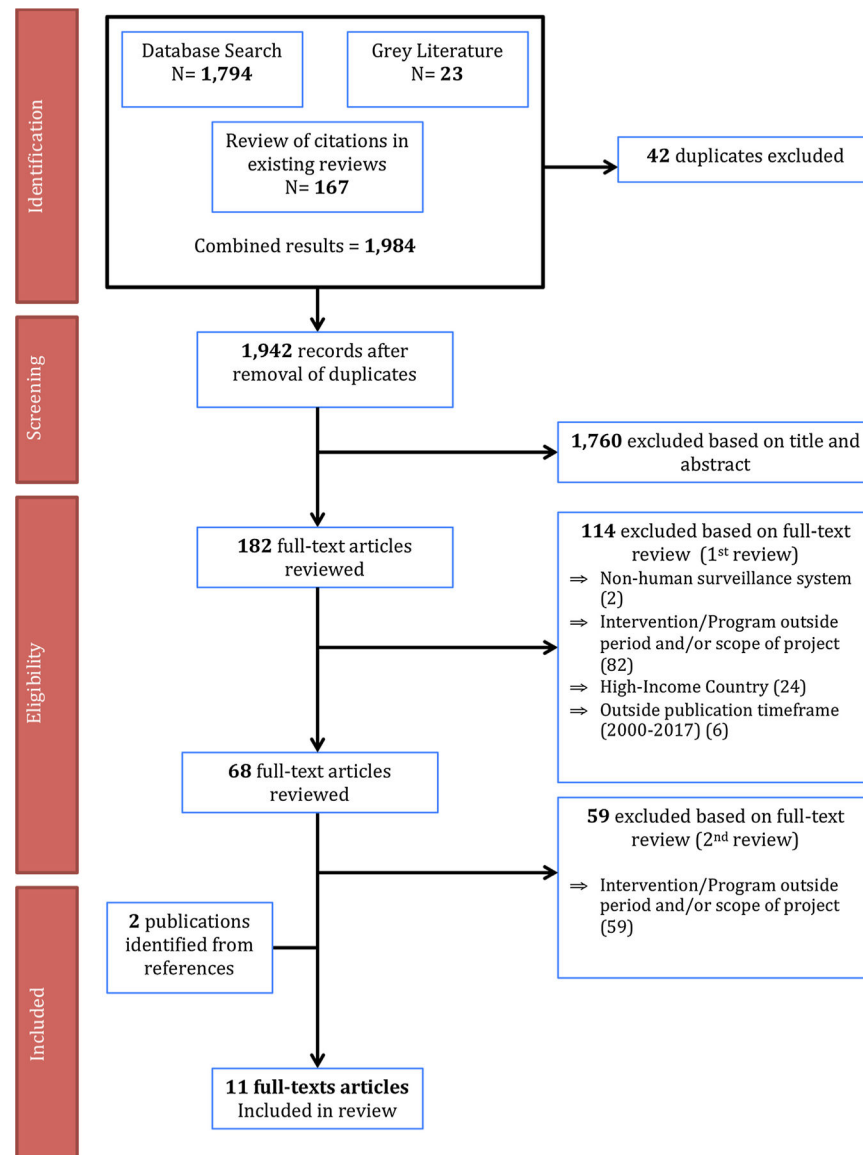 Identification
Database Search
N= 1,794
Grey Literature
N= 23
Review of citations in
existing reviews
N= 167
Combined results = 1,984
42 duplicates excluded
Screening
1,942 records after
removal of duplicates
1,760 excluded based on title and
abstract
Eligibility
182 full-text articles
reviewed
114 excluded based on full-text
review (1st review)
⇒ Non-human surveillance system
(2)
⇒ Intervention/Program outside
period and/or scope of project
(82)
⇒ High-Income Country (24)
⇒ Outside publication timeframe
(2000-2017) (6)
68 full-text articles
reviewed
59 excluded based on full-text
review (2nd review)
⇒ Intervention/Program outside
period and/or scope of project
(59)
Included
2 publications
identified from
references
11 full-texts articles
Included in review